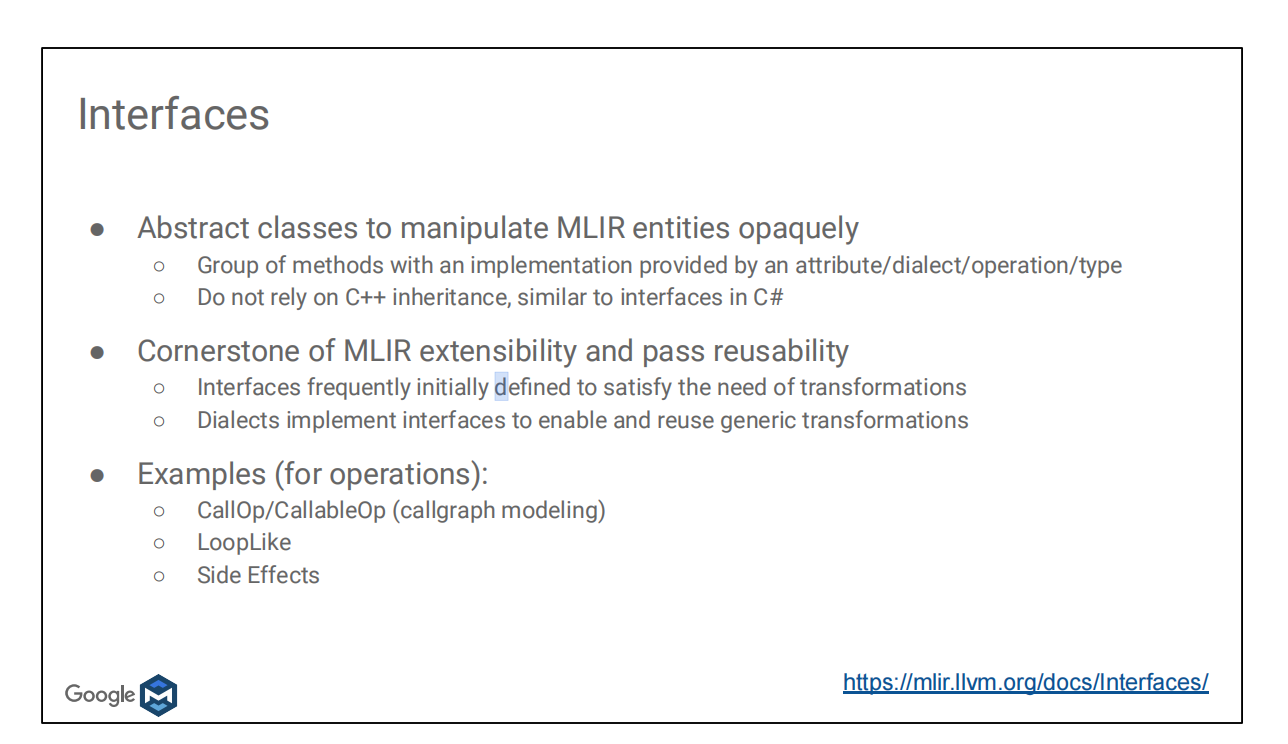 Interfaces
● Abstract classes to manipulate MLIR entities opaquely
○ Group of methods with an implementation provided by an attribute/dialect/operation/type
○ Do not rely on C++ inheritance, similar to interfaces in C#
● Cornerstone of MLIR extensibility and pass reusability
○ Interfaces frequently initially defined to satisfy the need of transformations
○ Dialects implement interfaces to enable and reuse generic transformations
● Examples (for operations):
○ CallOp/CallableOp (callgraph modeling)
○ LoopLike
○ Side Effects
Google
https://mlir.llvm.org/docs/Interfaces/